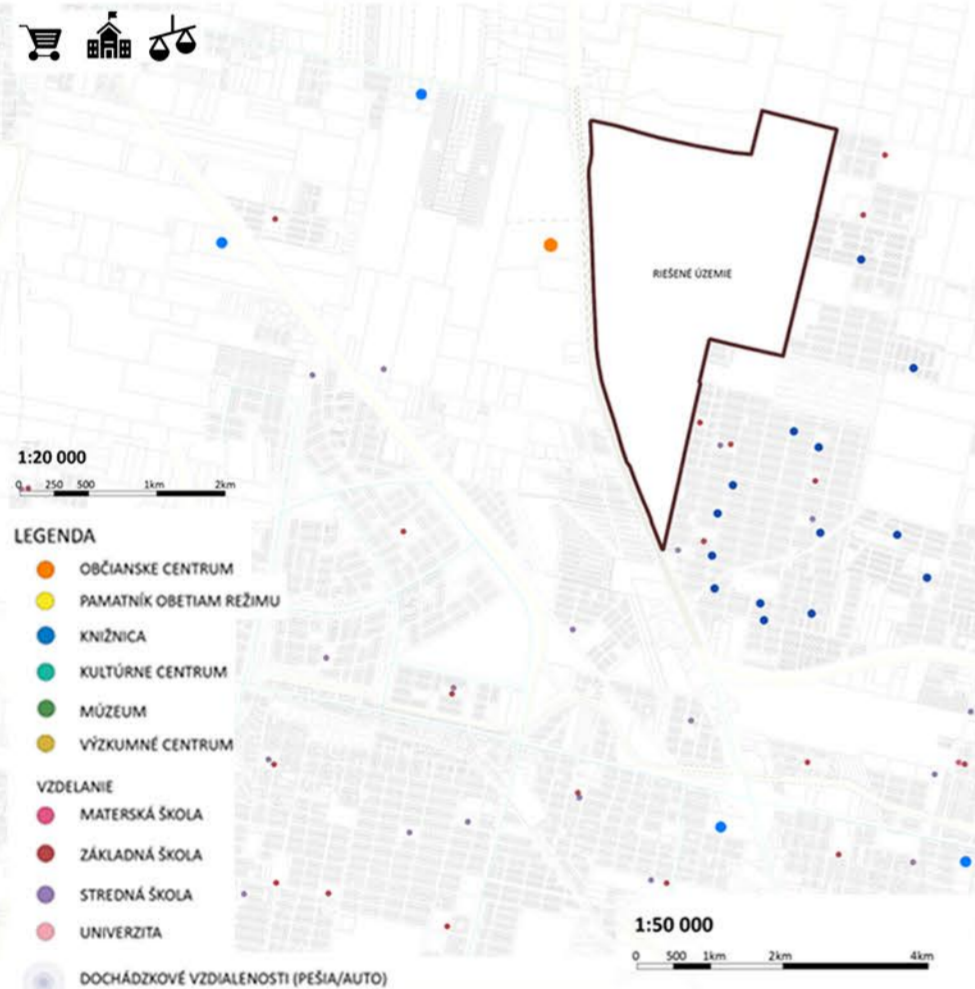 RIEŠENÉ ÚZEMIE
1:20 000
0 250 500 1km 2km
LEGENDA
OBČIANSKE CENTRUM
PAMATNÍK OBETIAM REŽIMU
KNIŽNICA
KULTÚRNE CENTRUM
MÚZEUM
VÝZKUMNÉ CENTRUM
VZDELANIE
MATERSKÁ ŠKOLA
ZÁKLADNÁ ŠKOLA
STREDNÁ ŠKOLA
UNIVERZITA
DOCHÁDZKOVÉ VZDIALENOSTI (PEŠIA/AUTO)
1:50 000
0 500 1km 2km 4km